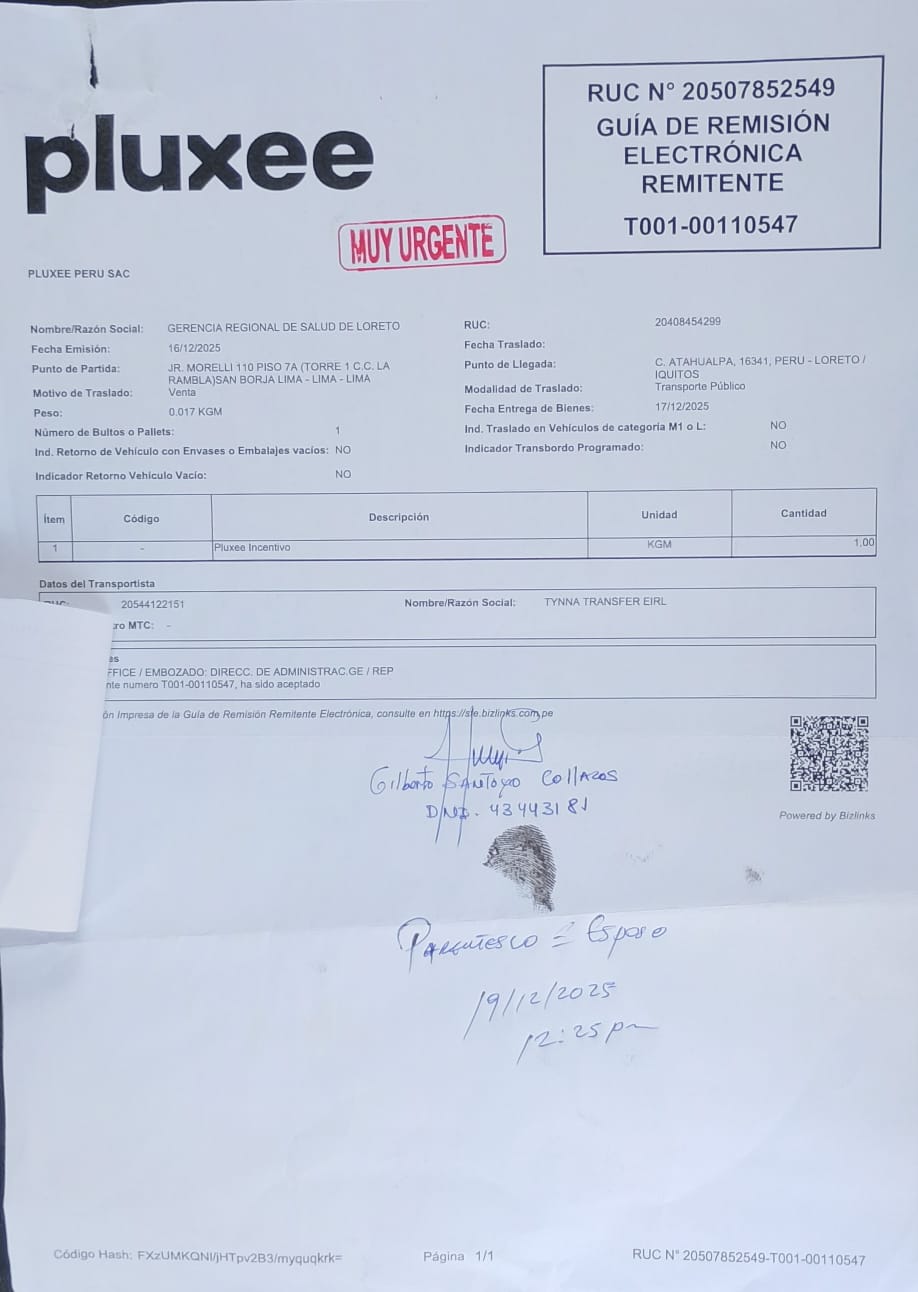 pluxee
RUC N° 20507852549
GUÍA DE REMISIÓN
ELECTRÓNICA
REMITENTE
T001-00110547
MUY URGENTE
PLUXEE PERU SAC
Nombre/Razón Social: GERENCIA REGIONAL DE SALUD DE LORETO
Fecha Emisión: 16/12/2025
Punto de Partida: JR. MORELLI 110 PISO 7A (TORRE 1 C.C. LA
RAMBLA)SAN BORJA LIMA - LIMA - LIMA
Motivo de Traslado: Venta
Peso: 0.017 KGM
Número de Bultos o Pallets: 1
Ind. Retorno de Vehículo con Envases o Embalajes vacíos: NO
Indicador Retorno Vehículo Vacío: NO
RUC: 20408454299
Fecha Traslado:
Punto de Llegada: C. ATAHUALPA, 16341, PERU - LORETO /
IQUITOS
Modalidad de Traslado: Transporte Público
Fecha Entrega de Bienes: 17/12/2025
Ind. Traslado en Vehículos de categoría M1 o L: NO
Indicador Transbordo Programado: NO
Ítem Código Descripción Unidad Cantidad
1 - Pluxee Incentivo KGM 1.00
Datos del Transportista
20544122151 Nombre/Razón Social: TYNNA TRANSFER EIRL
ro MTC: -
es
FFICE / EMBOZADO: DIRECC. DE ADMINISTRAC.GE / REP
nte numero T001-00110547, ha sido aceptado
ón Impresa de la Guía de Remisión Remitente Electrónica, consulte en https://sfe.bizlinks.com.pe
Gilberto SANTOYO COllAZOS
DNI. 43443181
Powered by Bizlinks
PARENTESCO = Esposo
19/12/2025
12:25 pm
Código Hash: FXzUMKQNI/jHTpv2B3/myquqkrk=
Página 1/1
RUC N° 20507852549-T001-00110547